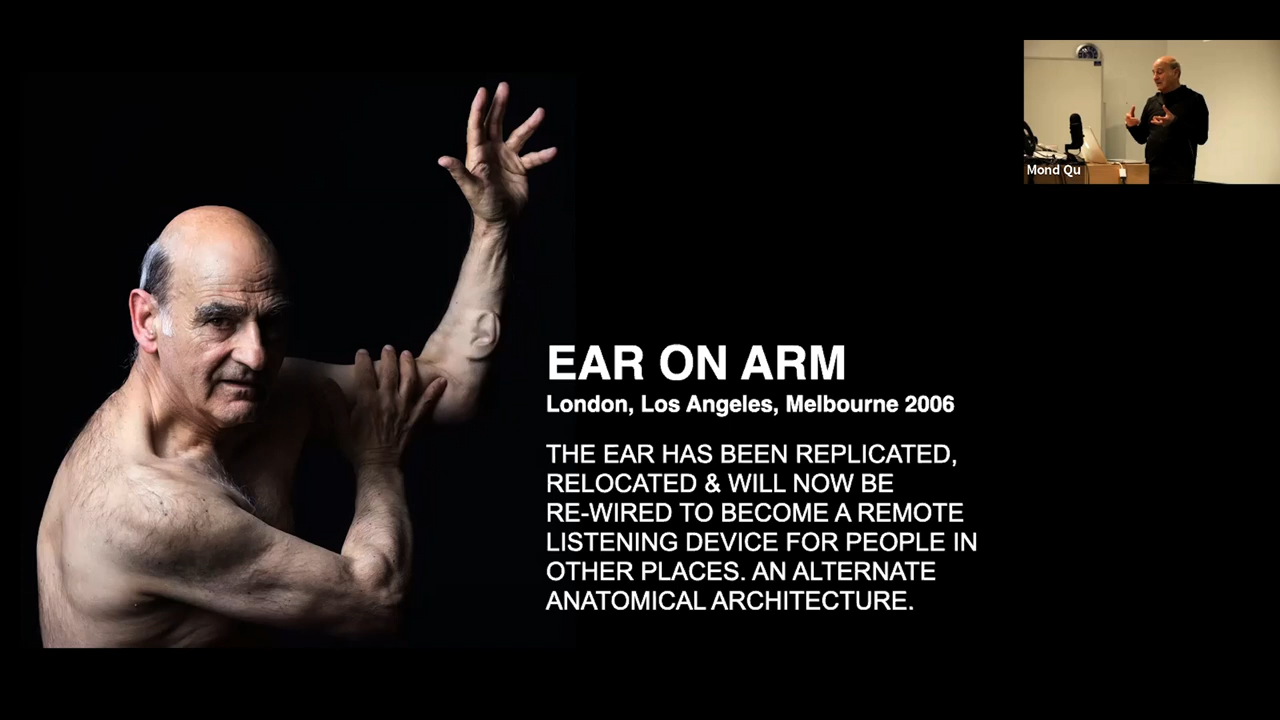 Mond Qu
EAR ON ARM
London, Los Angeles, Melbourne 2006
THE EAR HAS BEEN REPLICATED,
RELOCATED & WILL NOW BE
RE-WIRED TO BECOME A REMOTE
LISTENING DEVICE FOR PEOPLE IN
OTHER PLACES. AN ALTERNATE
ANATOMICAL ARCHITECTURE.